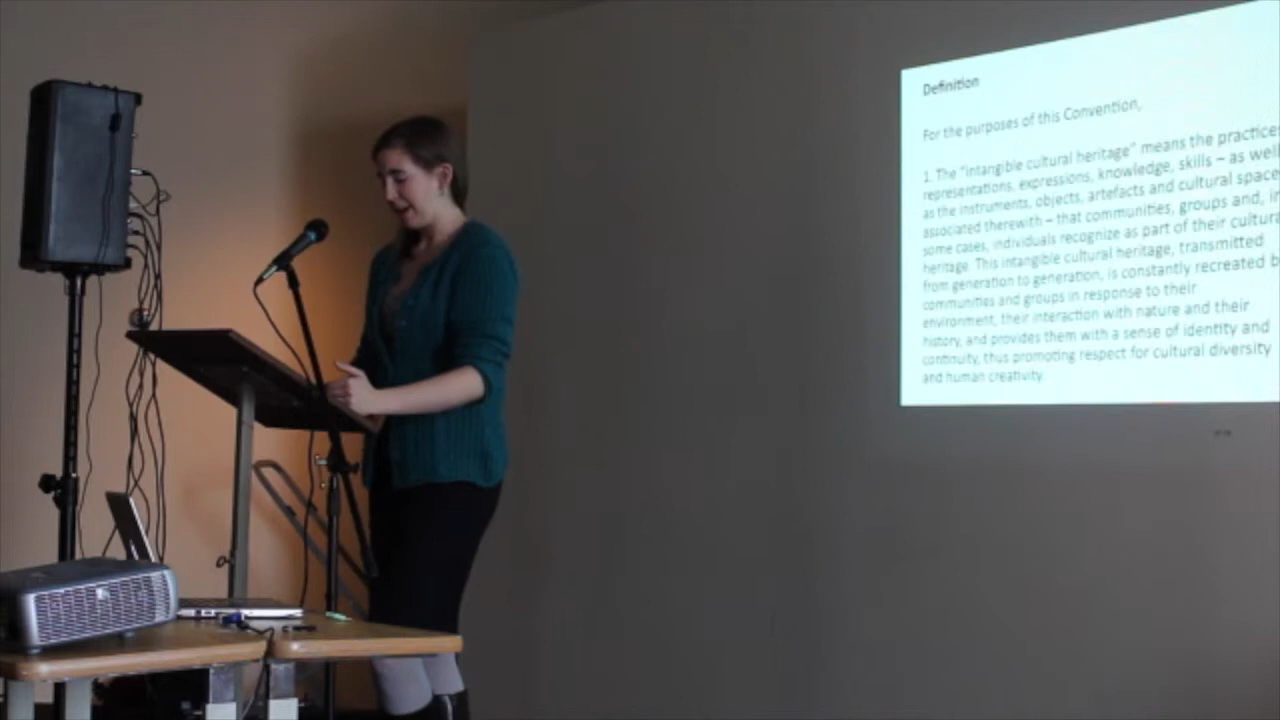 Definition
For the purposes of this Convention,
1. The "intangible cultural heritage" means the practices
representations, expressions, knowledge, skills – as well
as the instruments, objects, artefacts and cultural space
associated therewith – that communities, groups and, in
some cases, individuals recognize as part of their cultura
heritage. This intangible cultural heritage, transmitted
from generation to generation, is constantly recreated b
communities and groups in response to their
environment, their interaction with nature and their
history, and provides them with a sense of identity and
continuity, thus promoting respect for cultural diversity
and human creativity.